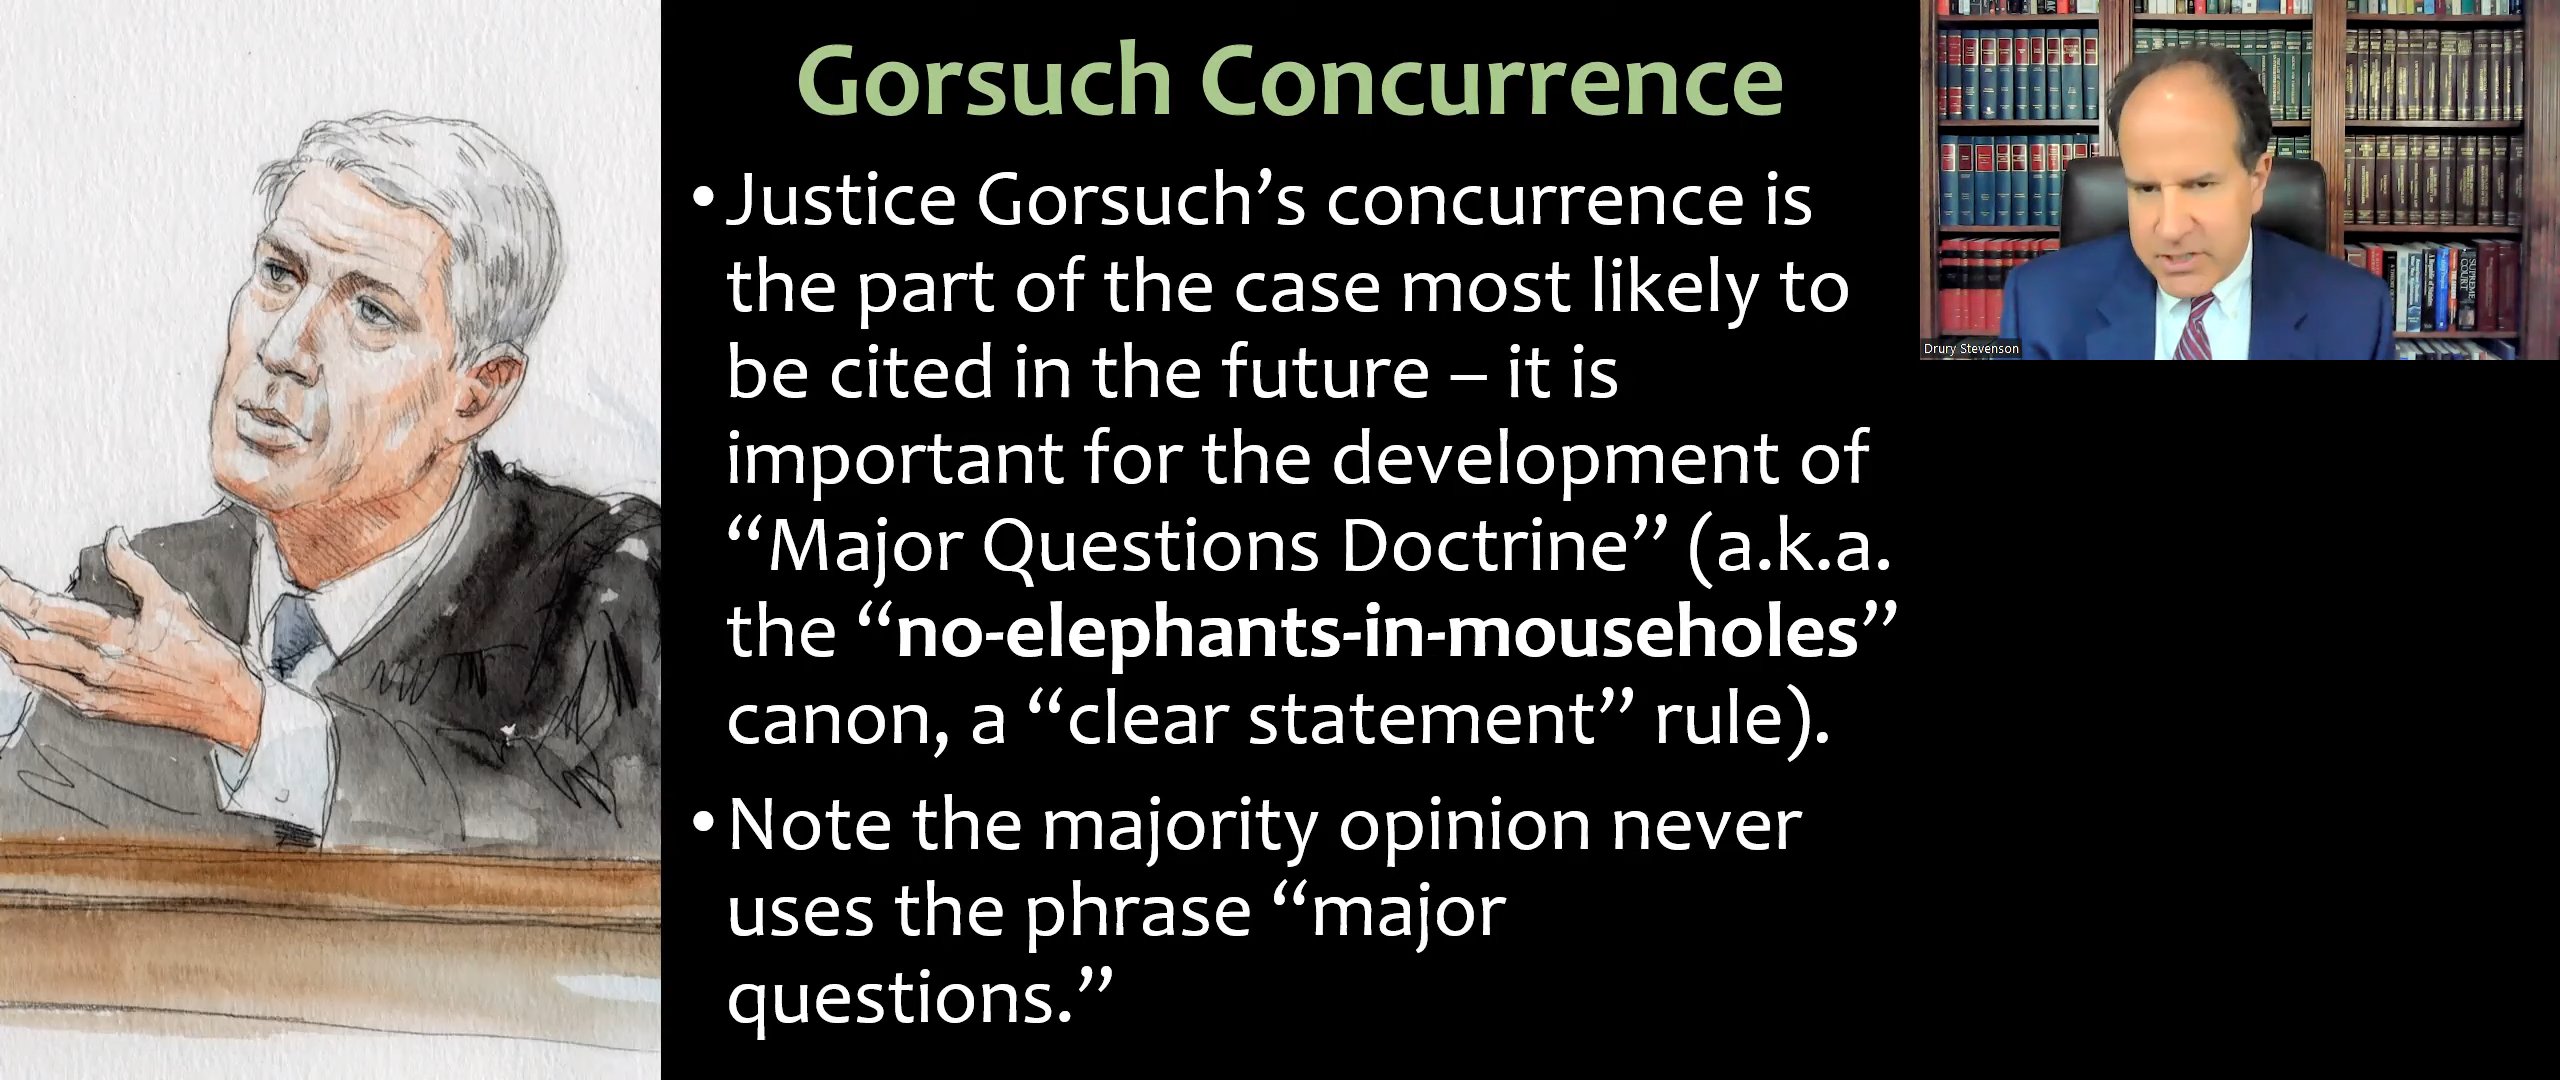 Gorsuch Concurrence
• Justice Gorsuch’s concurrence is
the part of the case most likely to
be cited in the future – it is
important for the development of
“Major Questions Doctrine” (a.k.a.
the “no-elephants-in-mouseholes”
canon, a “clear statement” rule).
• Note the majority opinion never
uses the phrase “major
questions.”
Drury Stevenson
SUPREME
COURT